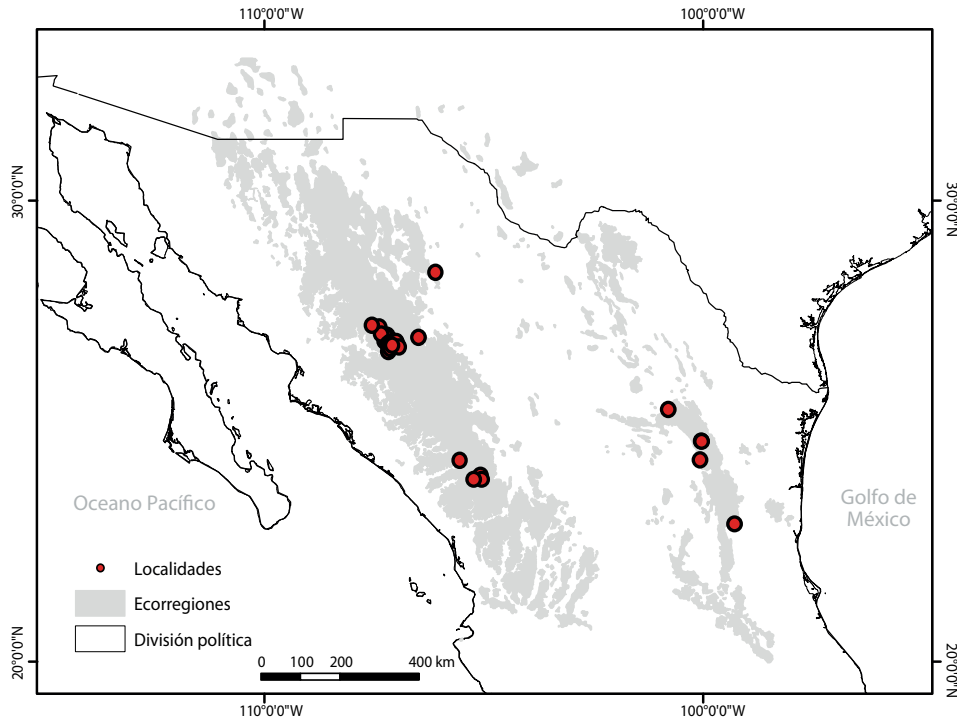 110°0'0"W 100°0'0"W
30°0'0"N 30°0'0"N
Oceano Pacífico
Golfo de
México
Localidades
Ecorregiones
División política
0 100 200 400 km
20°0'0"N 20°0'0"N
110°0'0"W 100°0'0"W